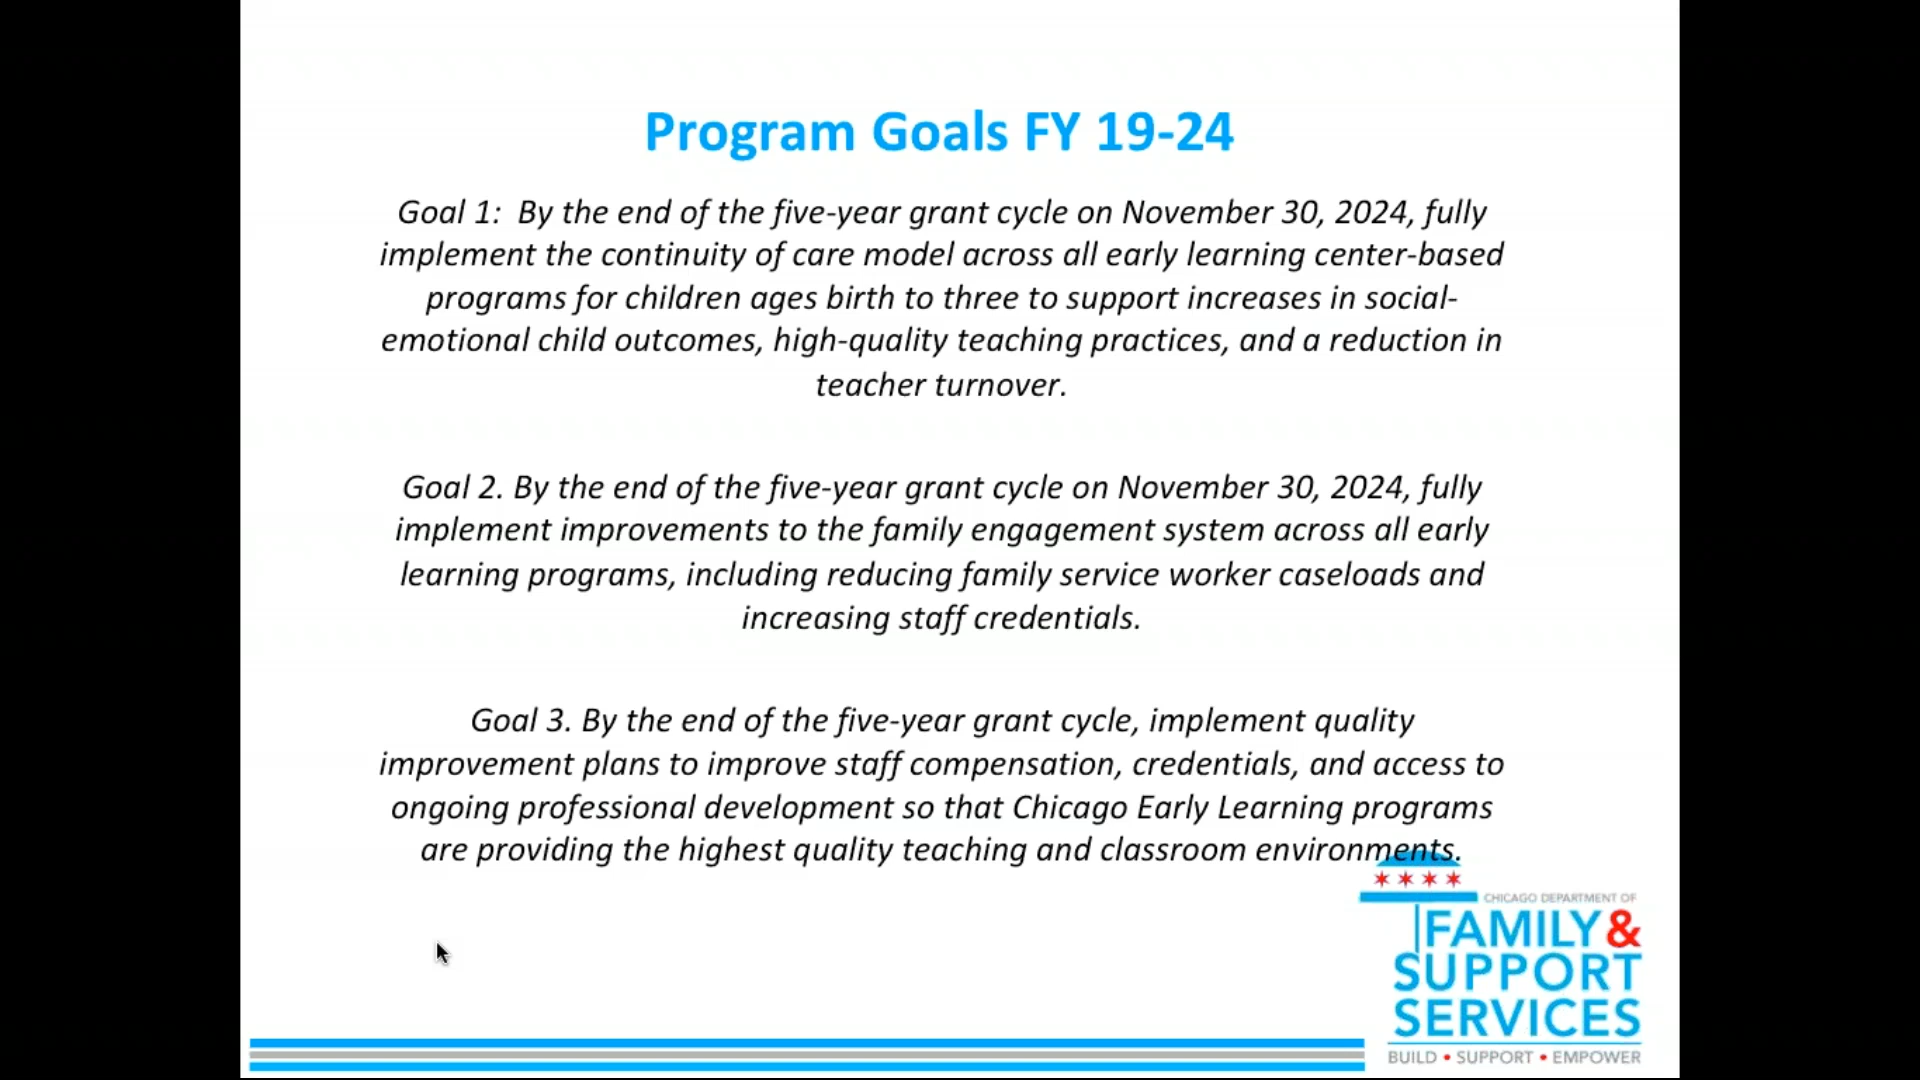 Program Goals FY 19-24
Goal 1:  By the end of the five-year grant cycle on November 30, 2024, fully
implement the continuity of care model across all early learning center-based
programs for children ages birth to three to support increases in social-
emotional child outcomes, high-quality teaching practices, and a reduction in
teacher turnover.
Goal 2. By the end of the five-year grant cycle on November 30, 2024, fully
implement improvements to the family engagement system across all early
learning programs, including reducing family service worker caseloads and
increasing staff credentials.
Goal 3. By the end of the five-year grant cycle, implement quality
improvement plans to improve staff compensation, credentials, and access to
ongoing professional development so that Chicago Early Learning programs
are providing the highest quality teaching and classroom environments.
CHICAGO DEPARTMENT OF
FAMILY &
SUPPORT
SERVICES
BUILD • SUPPORT • EMPOWER